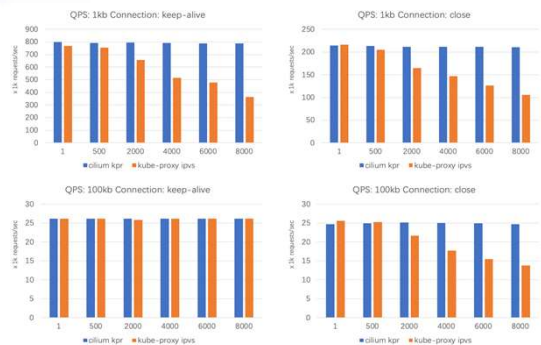 QPS: 1kb Connection: keep-alive
x 1k requests/sec
900
800
700
600
500
400
300
200
100
0
1 500 2000 4000 6000 8000
cilium kpr kube-proxy ipvs
QPS: 1kb Connection: close
x 1k requests/sec
250
200
150
100
50
0
1 500 2000 4000 6000 8000
cilium kpr kube-proxy ipvs
QPS: 100kb Connection: keep-alive
x 1k requests/sec
30
25
20
15
10
5
0
1 500 2000 4000 6000 8000
cilium kpr kube-proxy ipvs
QPS: 100kb Connection: close
x 1k requests/sec
30
25
20
15
10
5
0
1 500 2000 4000 6000 8000
cilium kpr kube-proxy ipvs